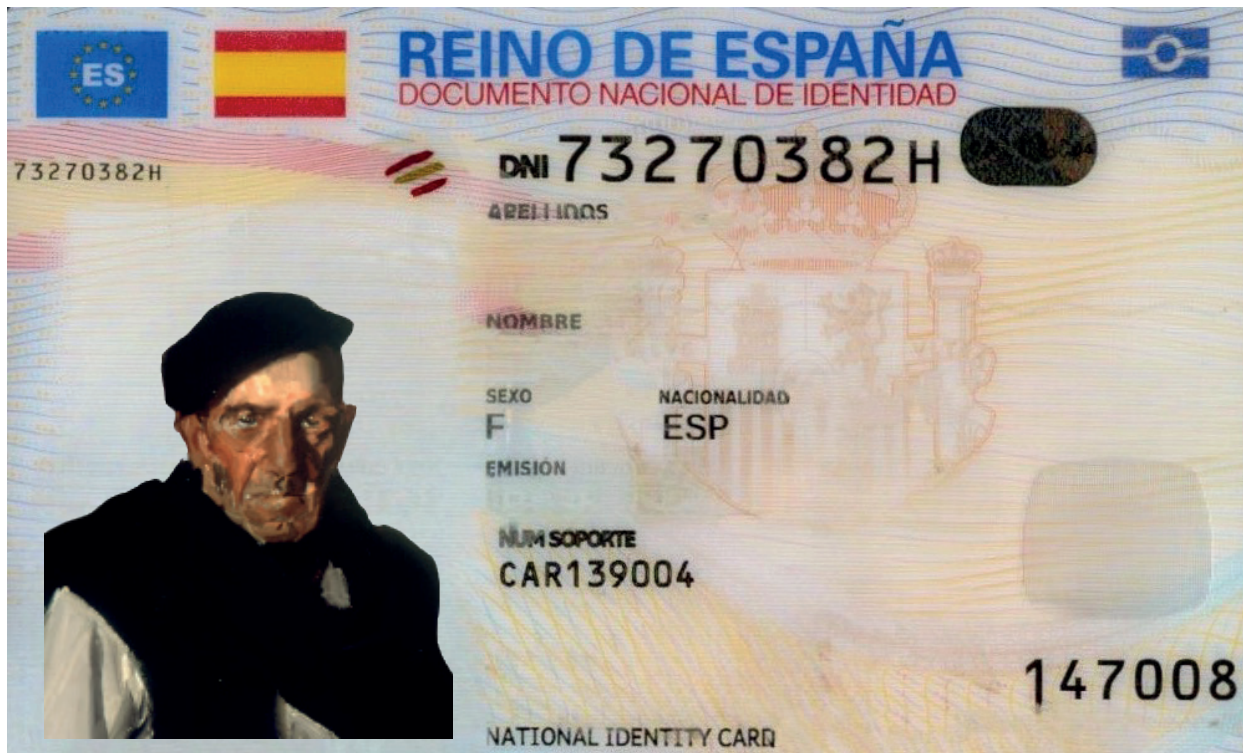 ES
REINO DE ESPAÑA
DOCUMENTO NACIONAL DE IDENTIDAD
73270382H
DNI 73270382H
APELLIDOS
NOMBRE
SEXO NACIONALIDAD
F ESP
EMISIÓN
NUM SOPORTE
CAR139004
147008
NATIONAL IDENTITY CARD